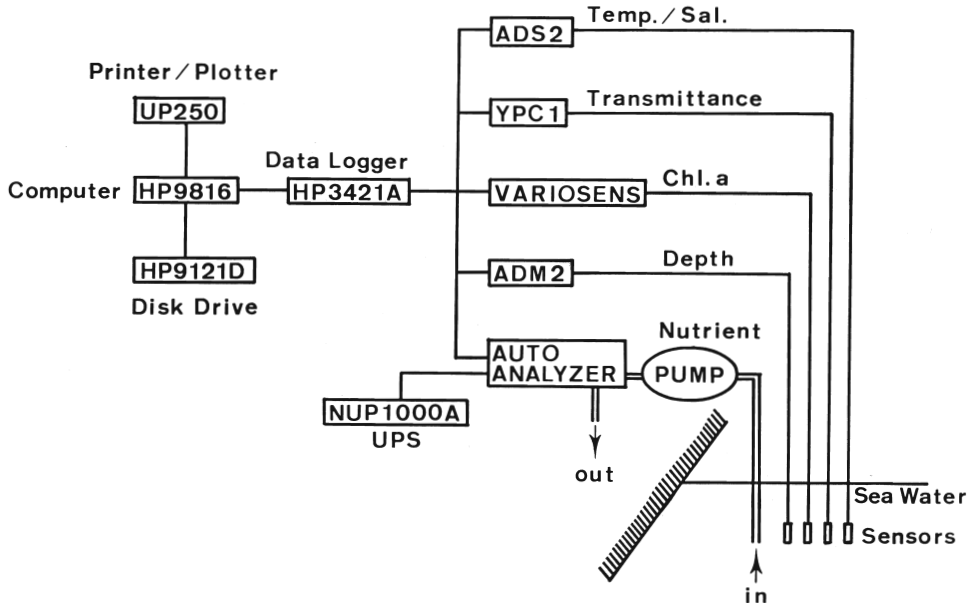 Temp./Sal.
ADS2
Printer/Plotter
UP250
YPC1
Transmittance
Data Logger
Computer
HP9816
HP3421A
VARIOSENS
Chl.a
HP9121D
Disk Drive
ADM2
Depth
Nutrient
AUTO
ANALYZER
PUMP
NUP1000A
UPS
out
Sea Water
Sensors
in